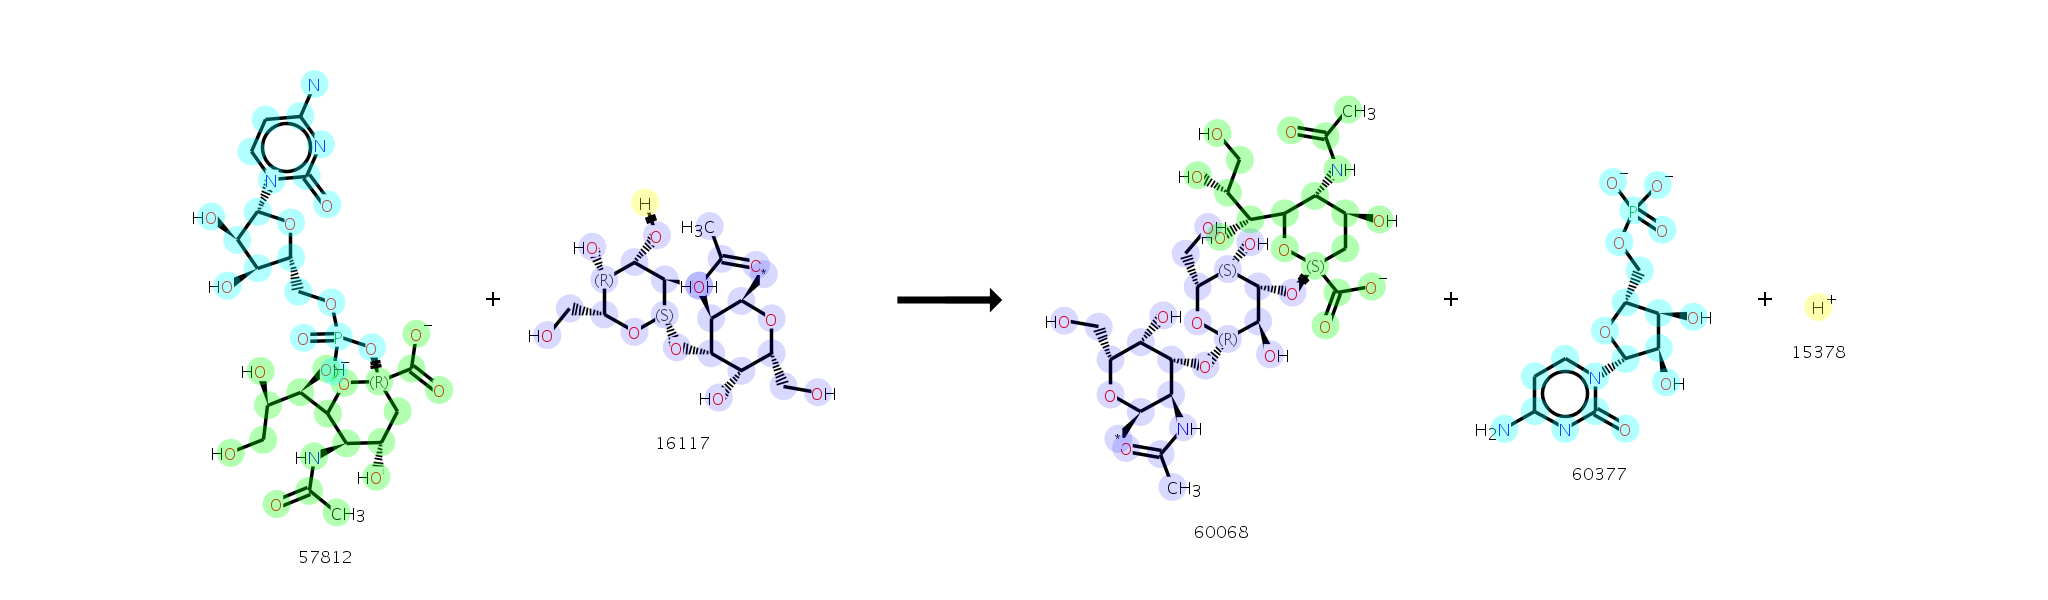 N
N
N
O
HO
O
HO
O
O P O O⁻
⁻
HO OH O (R) O
HO
HN HO
O CH3
57812
+
H
O
HO H3C
(R) O *
HOH
(S) O
HO O O
HO OH
16117
CH3
HO O
HO NH
OH OH
HO OH O
(S) (S)
O O⁻
HO OH O (R) O
O O OH
* O NH
CH3
60068
+
O⁻ O⁻
P O
O
O OH
N OH
H2N N O
60377
+
H+
15378